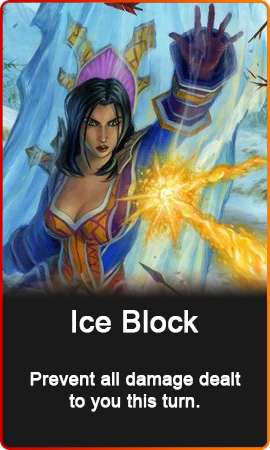 Ice Block
Prevent all damage dealt
to you this turn.